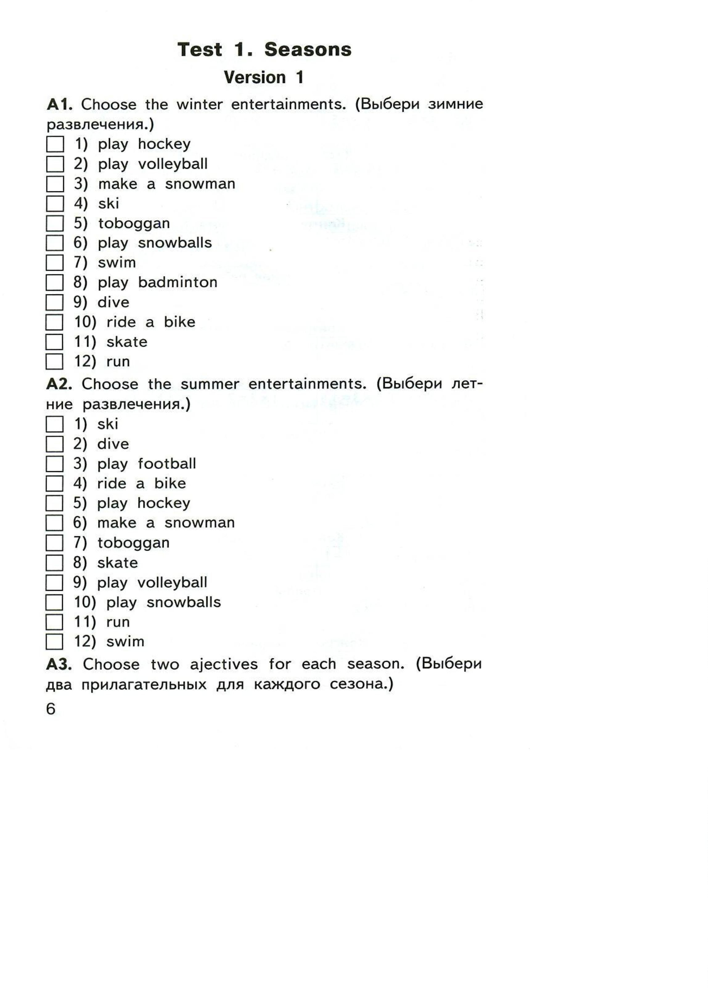 Test 1. Seasons
Version 1
A1. Choose the winter entertainments. (Выбери зимние
развлечения.)
1) play hockey
2) play volleyball
3) make a snowman
4) ski
5) toboggan
6) play snowballs
7) swim
8) play badminton
9) dive
10) ride a bike
11) skate
12) run
A2. Choose the summer entertainments. (Выбери лет-
ние развлечения.)
1) ski
2) dive
3) play football
4) ride a bike
5) play hockey
6) make a snowman
7) toboggan
8) skate
9) play volleyball
10) play snowballs
11) run
12) swim
A3. Choose two ajectives for each season. (Выбери
два прилагательных для каждого сезона.)
6